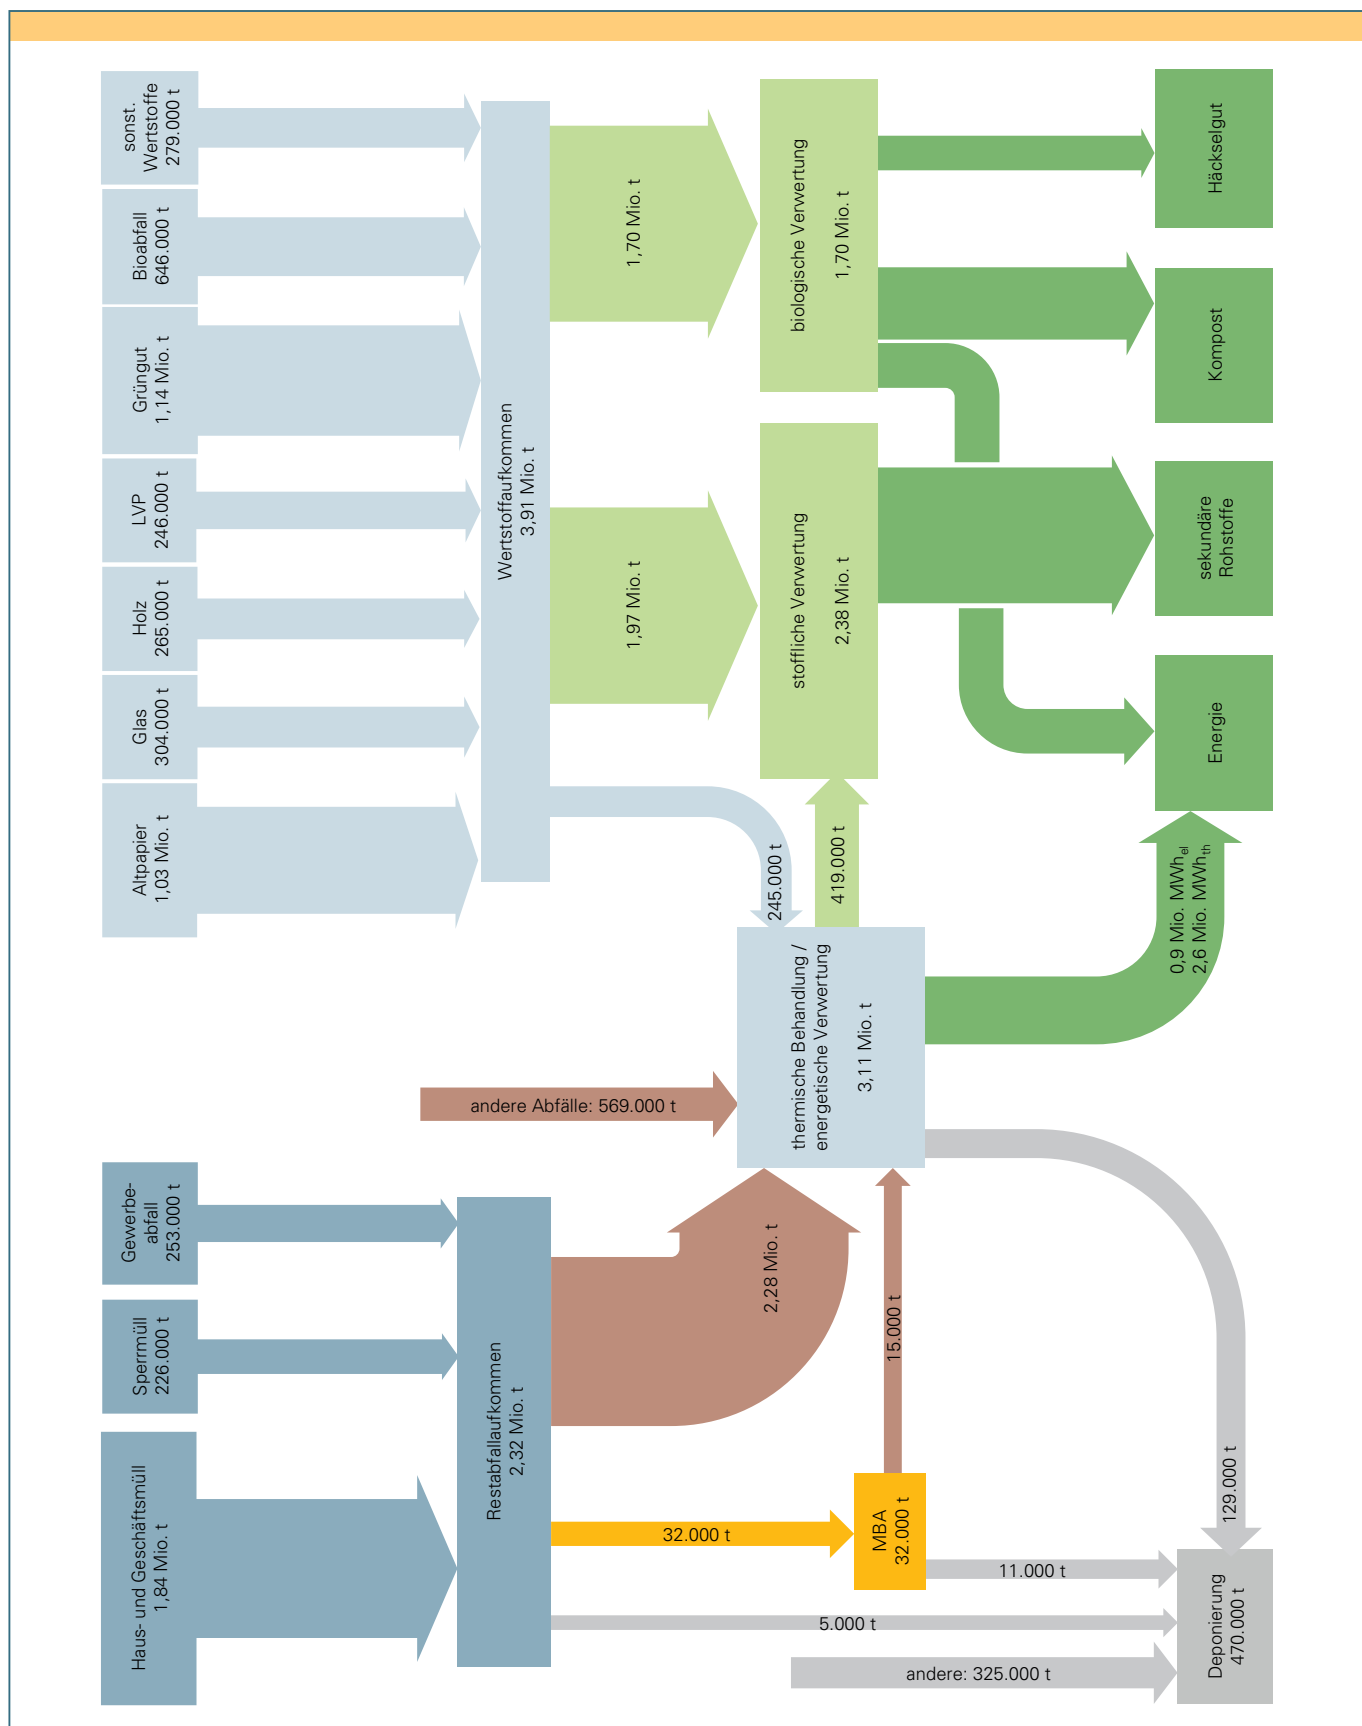 Haus- und Geschäftsmüll
1,84 Mio. t
Sperrmüll
226.000 t
Gewerbe-
abfall
253.000 t
Altpapier
1,03 Mio. t
Glas
304.000 t
Holz
265.000 t
LVP
246.000 t
Grüngut
1,14 Mio. t
Bioabfall
646.000 t
sonst.
Wertstoffe
279.000 t
Restabfallaufkommen
2,32 Mio. t
andere Abfälle: 569.000 t
Wertstoffaufkommen
3,91 Mio. t
32.000 t
2,28 Mio. t
245.000 t
1,97 Mio. t
1,70 Mio. t
thermische Behandlung /
energetische Verwertung
3,11 Mio. t
419.000 t
stoffliche Verwertung
2,38 Mio. t
biologische Verwertung
1,70 Mio. t
MBA
32.000 t
15.000 t
5.000 t
11.000 t
andere: 325.000 t
129.000 t
0,9 Mio. MWhel
2,6 Mio. MWhth
Deponierung
470.000 t
Energie
sekundäre
Rohstoffe
Kompost
Häckselgut